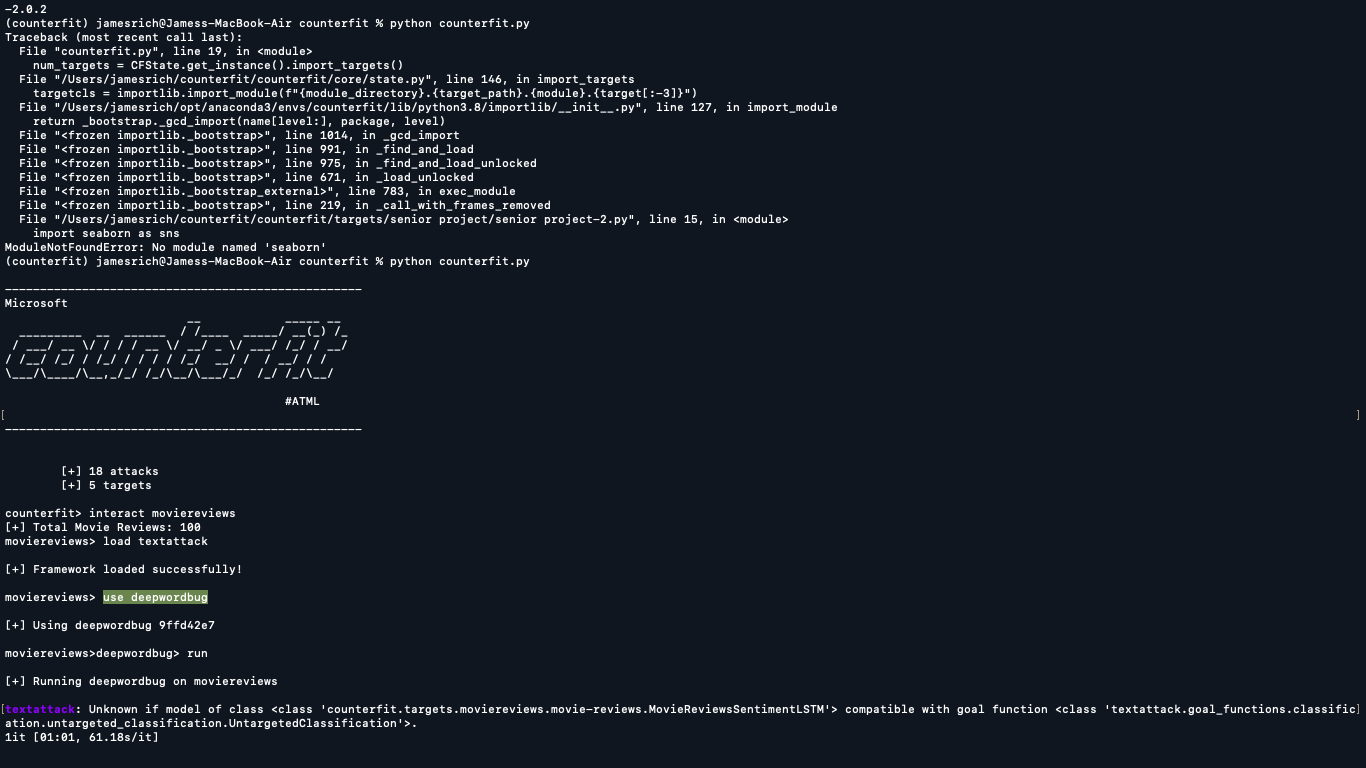 -2.0.2
(counterfit) jamesrich@Jamess-MacBook-Air counterfit % python counterfit.py
Traceback (most recent call last):
  File "counterfit.py", line 19, in <module>
    num_targets = CFState.get_instance().import_targets()
  File "/Users/jamesrich/counterfit/counterfit/core/state.py", line 146, in import_targets
    targetcls = importlib.import_module(f"{module_directory}.{target_path}.{module}.{target[:-3]}")
  File "/Users/jamesrich/opt/anaconda3/envs/counterfit/lib/python3.8/importlib/__init__.py", line 127, in import_module
    return _bootstrap._gcd_import(name[level:], package, level)
  File "<frozen importlib._bootstrap>", line 1014, in _gcd_import
  File "<frozen importlib._bootstrap>", line 991, in _find_and_load
  File "<frozen importlib._bootstrap>", line 975, in _find_and_load_unlocked
  File "<frozen importlib._bootstrap>", line 671, in _load_unlocked
  File "<frozen importlib._bootstrap_external>", line 783, in exec_module
  File "<frozen importlib._bootstrap>", line 219, in _call_with_frames_removed
  File "/Users/jamesrich/counterfit/counterfit/targets/senior project/senior project-2.py", line 15, in <module>
    import seaborn as sns
ModuleNotFoundError: No module named 'seaborn'
(counterfit) jamesrich@Jamess-MacBook-Air counterfit % python counterfit.py
Microsoft
counterfit
#ATML
[+] 18 attacks
[+] 5 targets
counterfit> interact moviereviews
[+] Total Movie Reviews: 100
moviereviews> load textattack
[+] Framework loaded successfully!
moviereviews> use deepwordbug
[+] Using deepwordbug 9ffd42e7
moviereviews>deepwordbug> run
[+] Running deepwordbug on moviereviews
textattack: Unknown if model of class <class 'counterfit.targets.moviereviews.movie-reviews.MovieReviewsSentimentLSTM'> compatible with goal function <class 'textattack.goal_functions.classific
ation.untargeted_classification.UntargetedClassification'>.
1it [01:01, 61.18s/it]